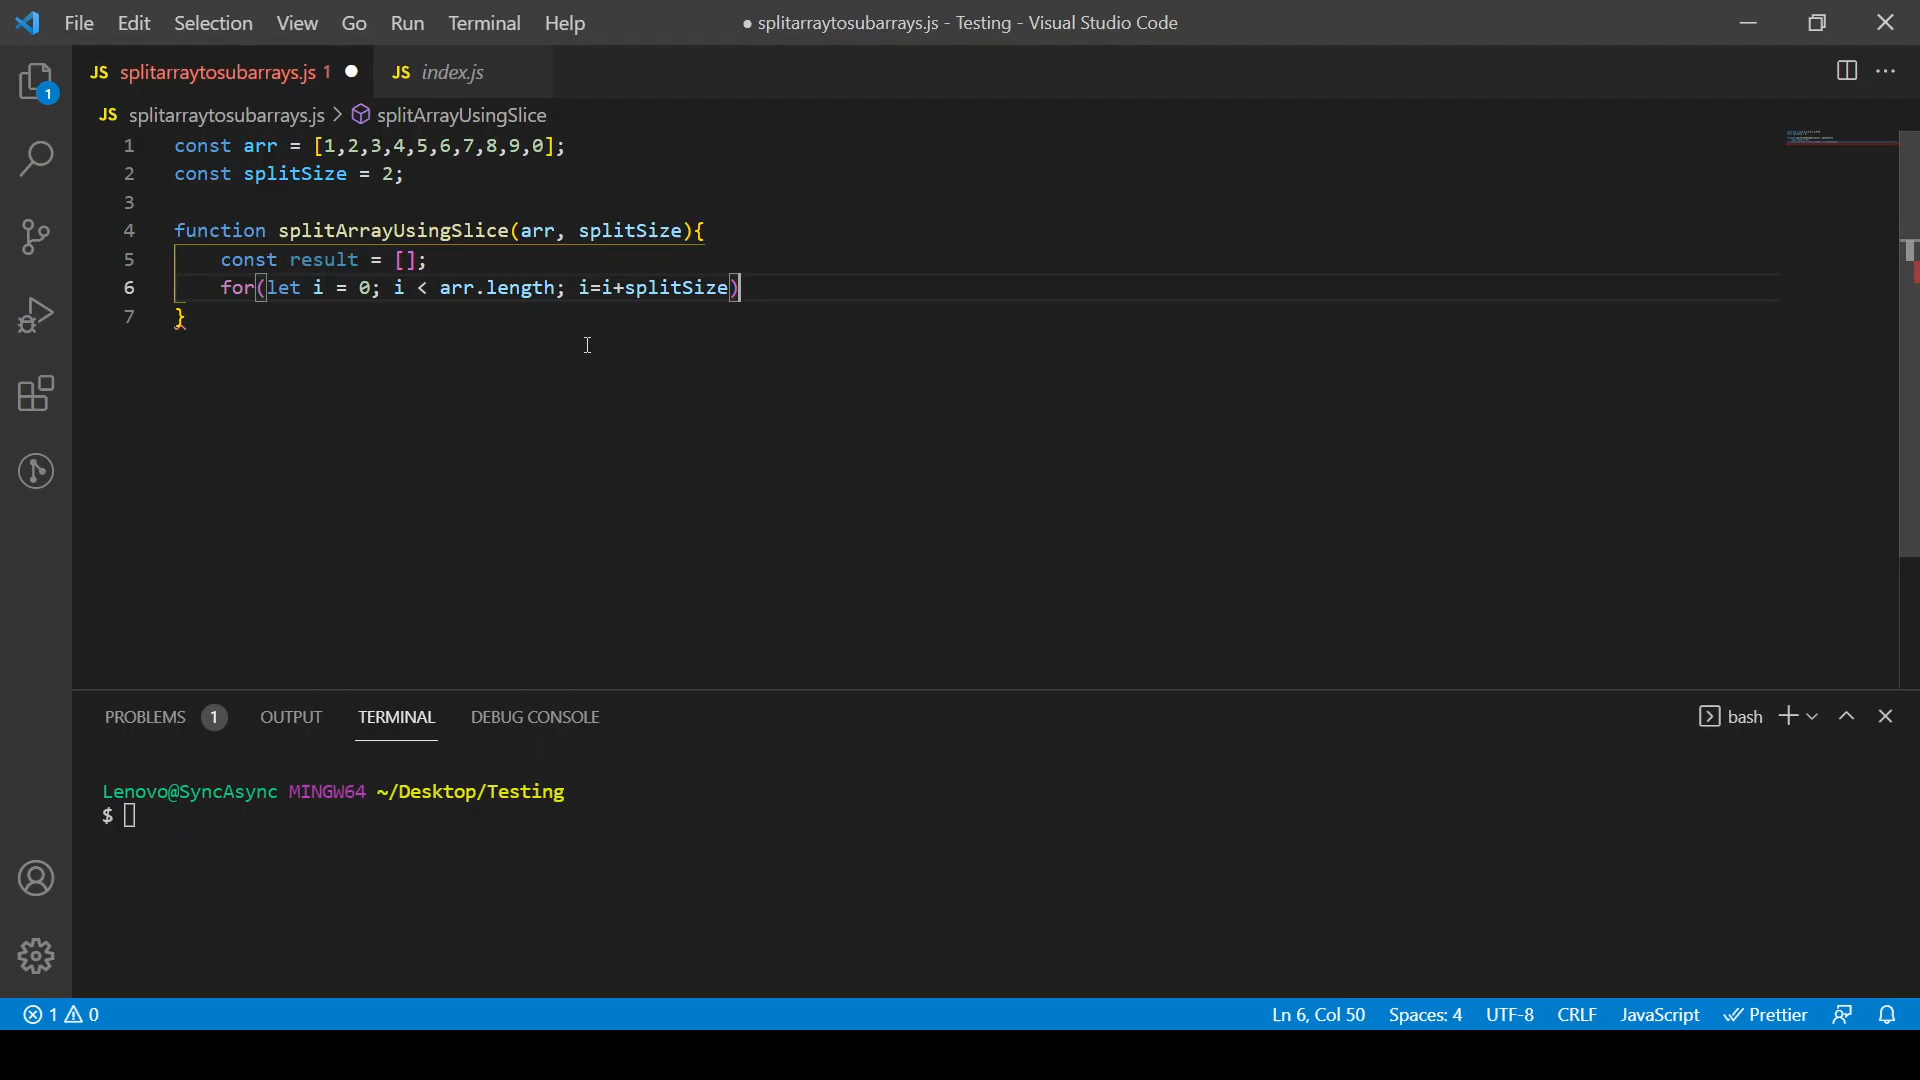 File Edit Selection View Go Run Terminal Help ● splitarraytosubarrays.js - Testing - Visual Studio Code
JS splitarraytosubarrays.js 1 ● JS index.js
JS splitarraytosubarrays.js > splitArrayUsingSlice
1 const arr = [1,2,3,4,5,6,7,8,9,0];
2 const splitSize = 2;
3
4 function splitArrayUsingSlice(arr, splitSize){
5 const result = [];
6 for(let i = 0; i < arr.length; i=i+splitSize)
7 }
1
PROBLEMS 1 OUTPUT TERMINAL DEBUG CONSOLE bash
Lenovo@SyncAsync MINGW64 ~/Desktop/Testing
$
1 0 Ln 6, Col 50 Spaces: 4 UTF-8 CRLF JavaScript Prettier